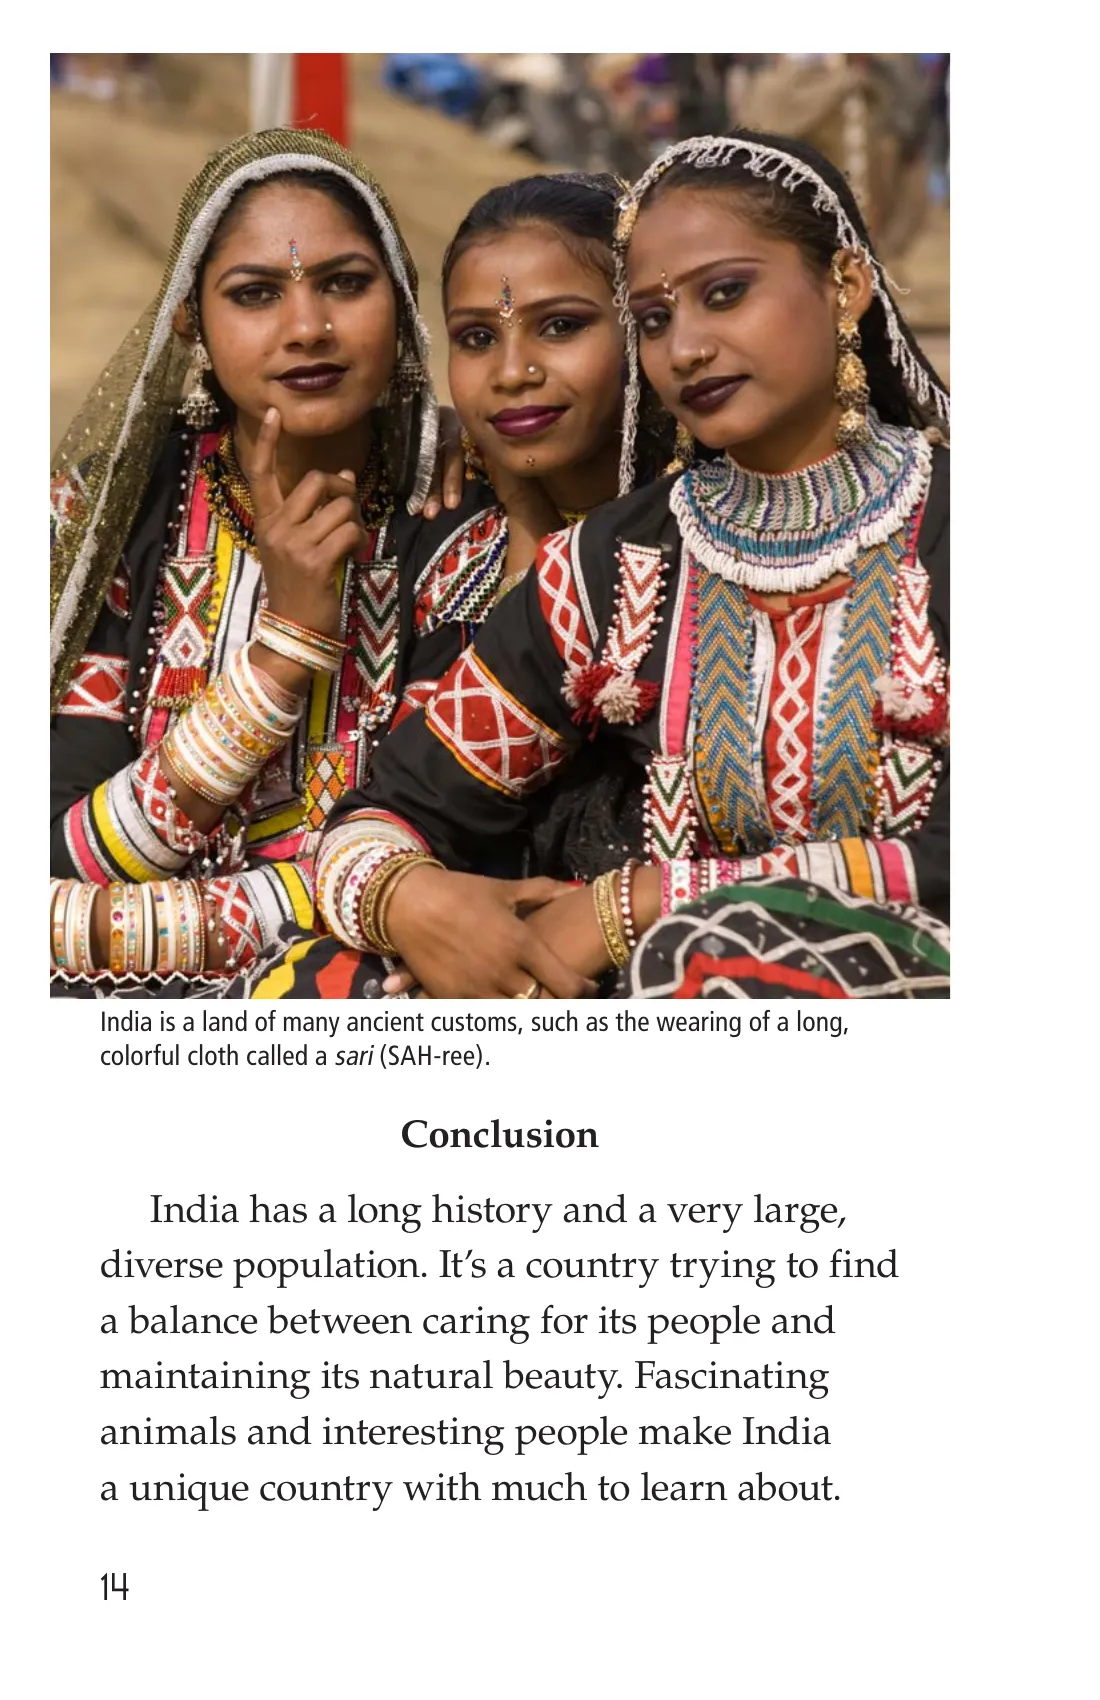 India is a land of many ancient customs, such as the wearing of a long,
colorful cloth called a sari (SAH-ree).
Conclusion
India has a long history and a very large,
diverse population. It’s a country trying to find
a balance between caring for its people and
maintaining its natural beauty. Fascinating
animals and interesting people make India
a unique country with much to learn about.
14